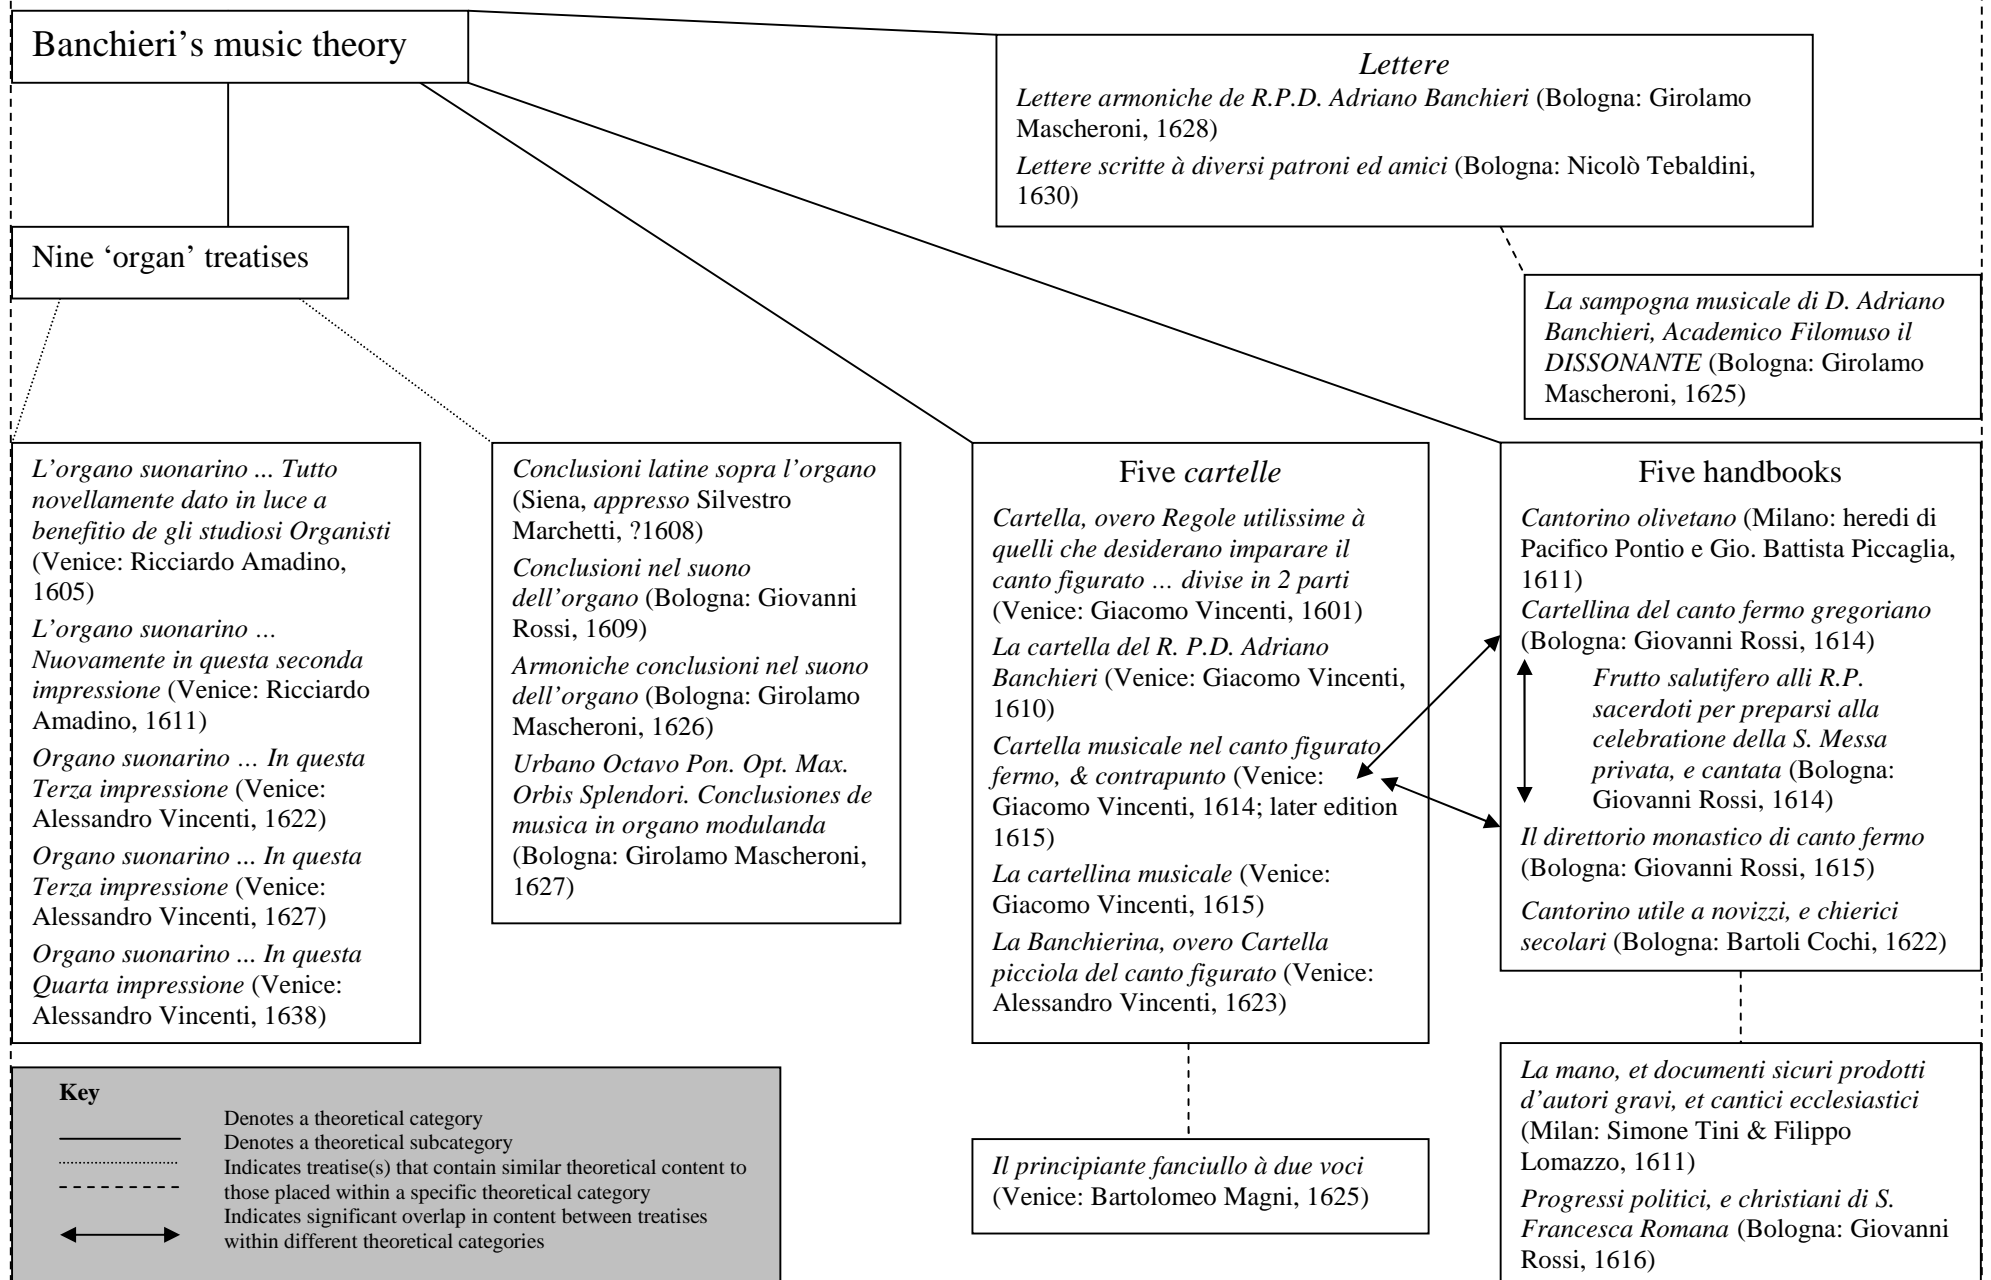 Banchieri’s music theory
Lettere
Lettere armoniche de R.P.D. Adriano Banchieri (Bologna: Girolamo
Mascheroni, 1628)
Lettere scritte à diversi patroni ed amici (Bologna: Nicolò Tebaldini,
1630)
Nine ‘organ’ treatises
La sampogna musicale di D. Adriano
Banchieri, Academico Filomuso il
DISSONANTE (Bologna: Girolamo
Mascheroni, 1625)
L’organo suonarino ... Tutto
novellamente dato in luce a
benefitio de gli studiosi Organisti
(Venice: Ricciardo Amadino,
1605)
L’organo suonarino …
Nuovamente in questa seconda
impressione (Venice: Ricciardo
Amadino, 1611)
Organo suonarino … In questa
Terza impressione (Venice:
Alessandro Vincenti, 1622)
Organo suonarino ... In questa
Terza impressione (Venice:
Alessandro Vincenti, 1627)
Organo suonarino ... In questa
Quarta impressione (Venice:
Alessandro Vincenti, 1638)
Conclusioni latine sopra l’organo
(Siena, appresso Silvestro
Marchetti, ?1608)
Conclusioni nel suono
dell’organo (Bologna: Giovanni
Rossi, 1609)
Armoniche conclusioni nel suono
dell’organo (Bologna: Girolamo
Mascheroni, 1626)
Urbano Octavo Pon. Opt. Max.
Orbis Splendori. Conclusiones de
musica in organo modulanda
(Bologna: Girolamo Mascheroni,
1627)
Five cartelle
Cartella, overo Regole utilissime à
quelli che desiderano imparare il
canto figurato … divise in 2 parti
(Venice: Giacomo Vincenti, 1601)
La cartella del R. P.D. Adriano
Banchieri (Venice: Giacomo Vincenti,
1610)
Cartella musicale nel canto figurato
fermo, & contrapunto (Venice:
Giacomo Vincenti, 1614; later edition
1615)
La cartellina musicale (Venice:
Giacomo Vincenti, 1615)
La Banchierina, overo Cartella
picciola del canto figurato (Venice:
Alessandro Vincenti, 1623)
Five handbooks
Cantorino olivetano (Milano: heredi di
Pacifico Pontio e Gio. Battista Piccaglia,
1611)
Cartellina del canto fermo gregoriano
(Bologna: Giovanni Rossi, 1614)
Frutto salutifero alli R.P.
sacerdoti per preparsi alla
celebratione della S. Messa
privata, e cantata (Bologna:
Giovanni Rossi, 1614)
Il direttorio monastico di canto fermo
(Bologna: Giovanni Rossi, 1615)
Cantorino utile a novizzi, e chierici
secolari (Bologna: Bartoli Cochi, 1622)
Key
Denotes a theoretical category
Denotes a theoretical subcategory
Indicates treatise(s) that contain similar theoretical content to
those placed within a specific theoretical category
Indicates significant overlap in content between treatises
within different theoretical categories
Il principiante fanciullo à due voci
(Venice: Bartolomeo Magni, 1625)
La mano, et documenti sicuri prodotti
d’autori gravi, et cantici ecclesiastici
(Milan: Simone Tini & Filippo
Lomazzo, 1611)
Progressi politici, e christiani di S.
Francesca Romana (Bologna: Giovanni
Rossi, 1616)